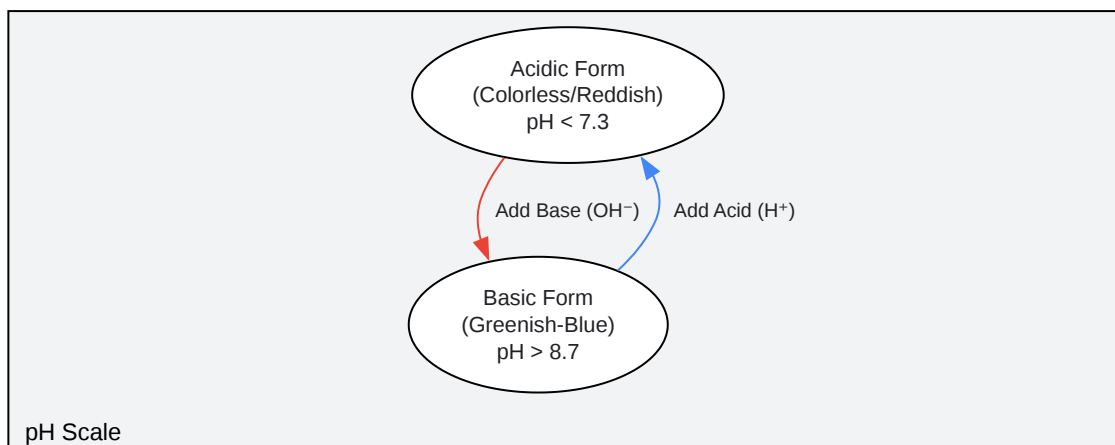 Acidic Form
(Colorless/Reddish)
pH < 7.3
Add Base (OH⁻)
Add Acid (H⁺)
Basic Form
(Greenish-Blue)
pH > 8.7
pH Scale